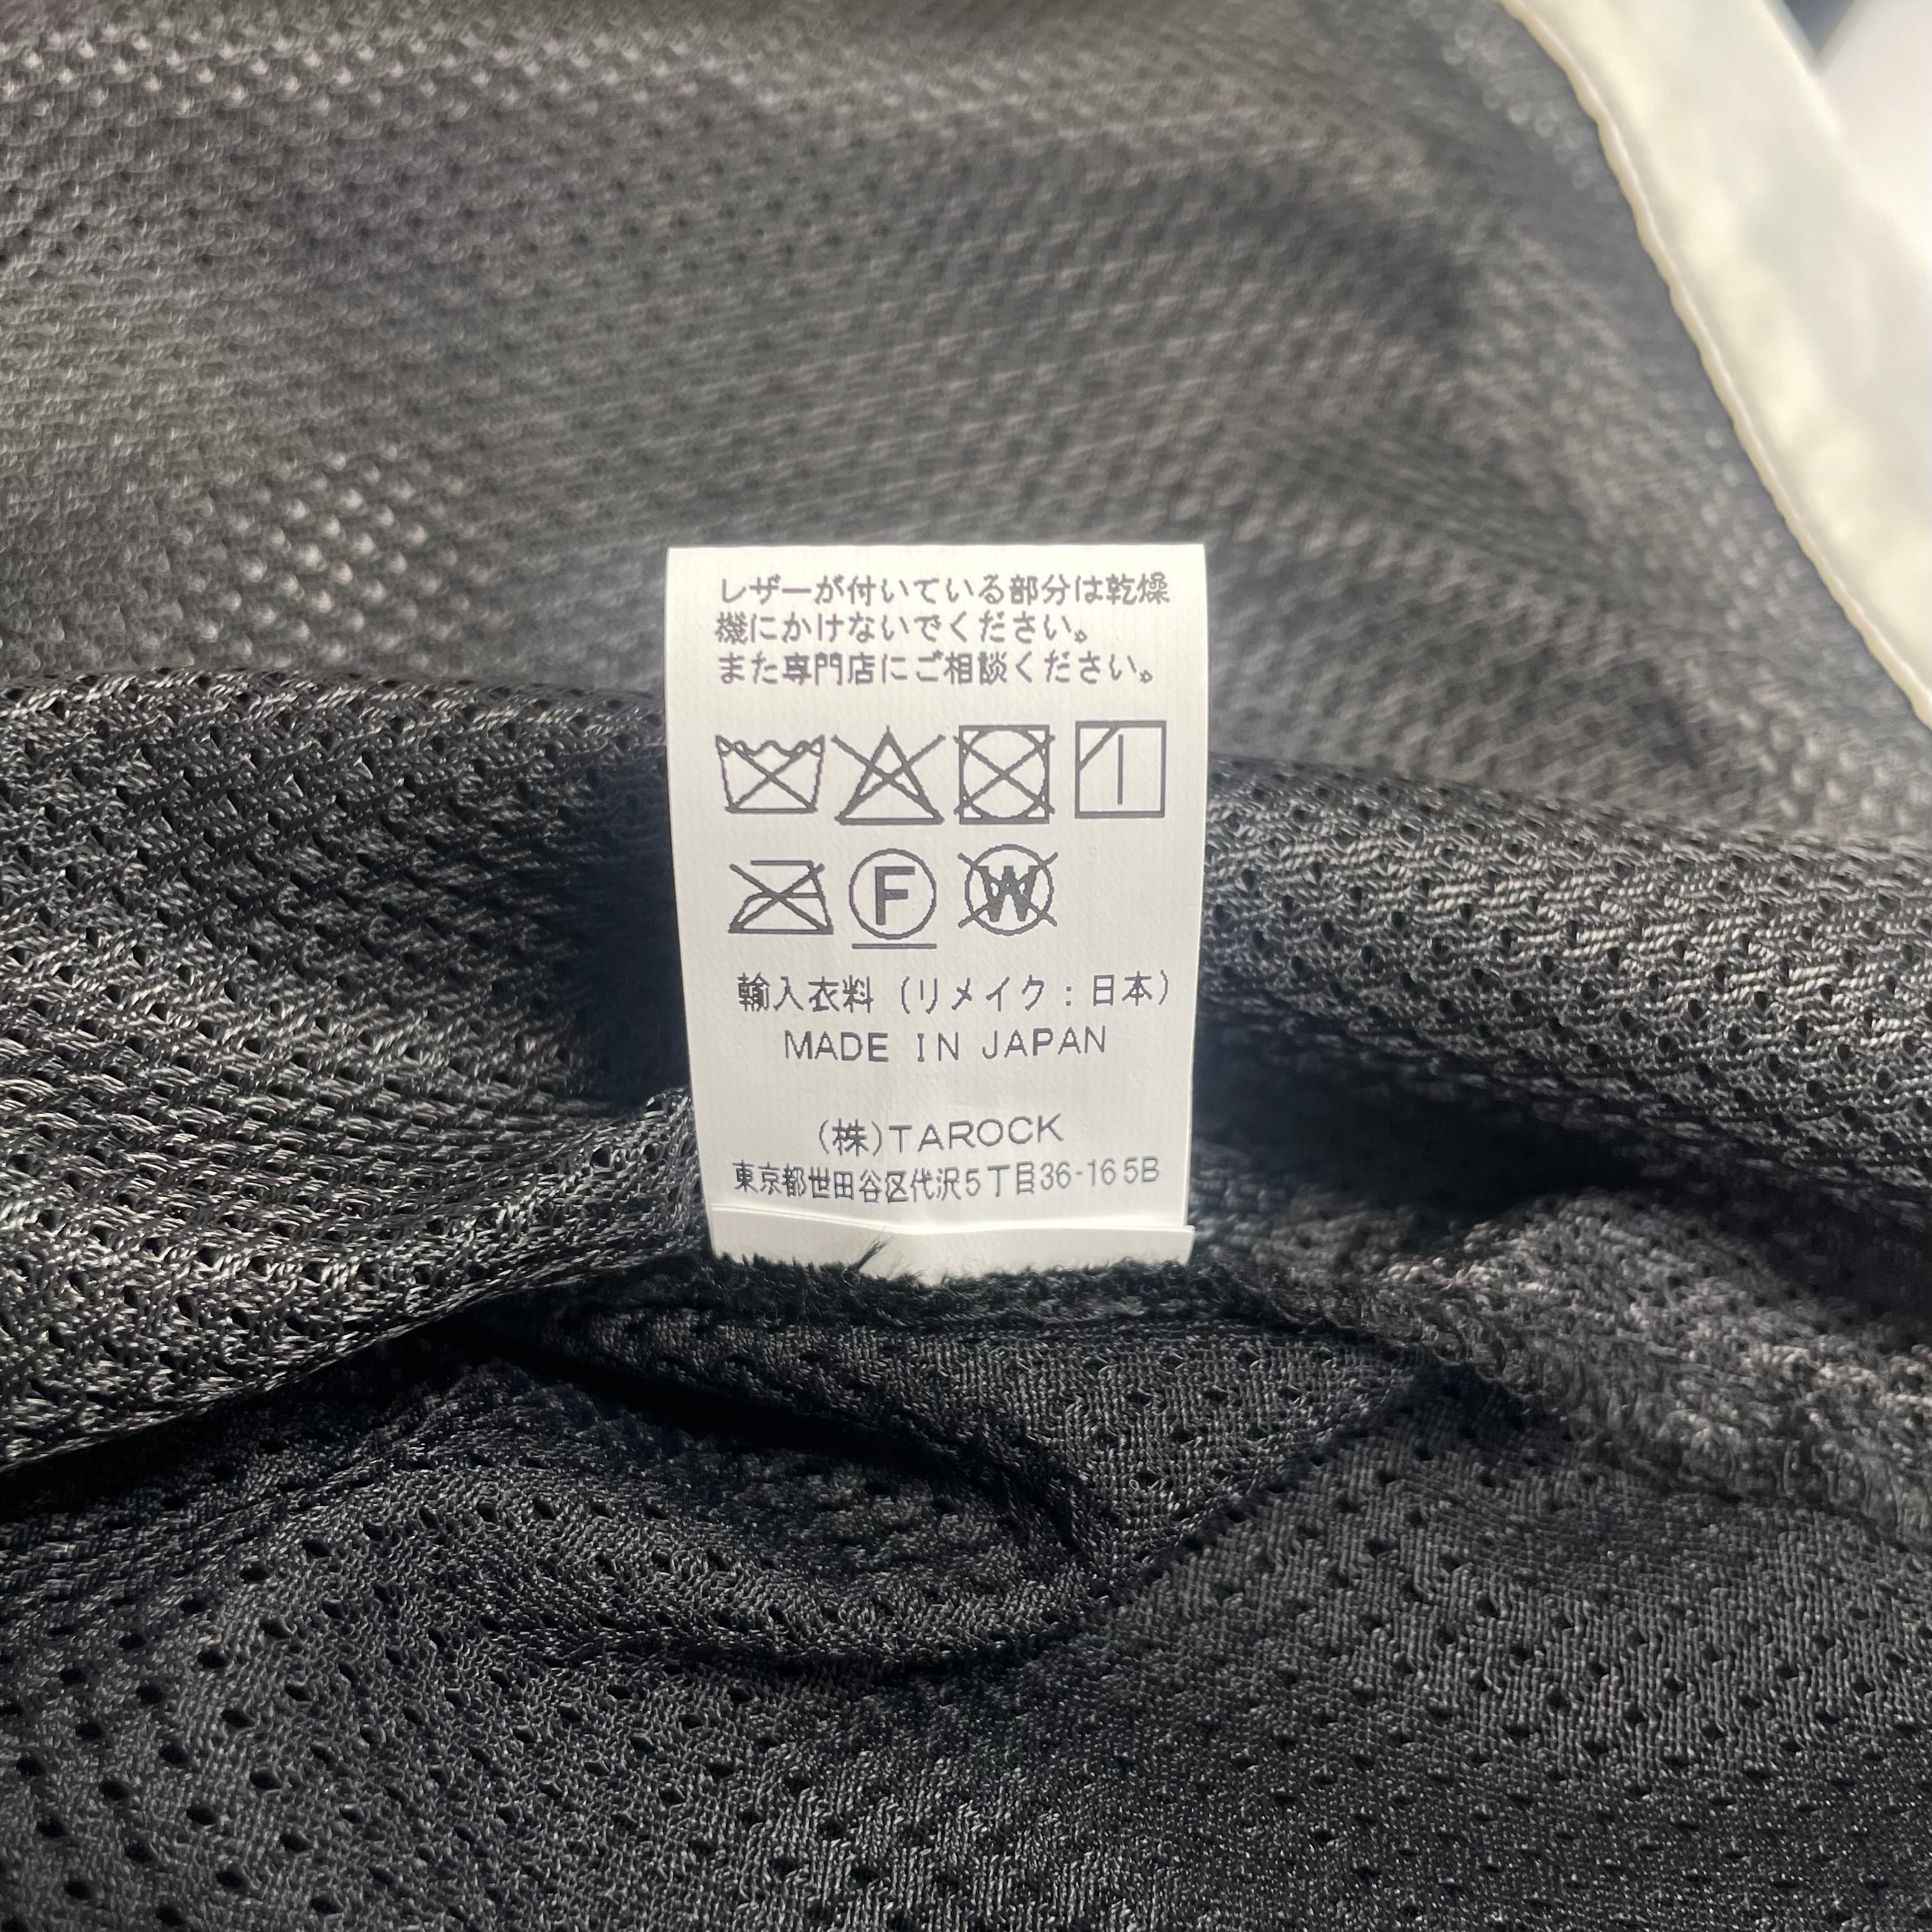 レザーが付いている部分は乾燥
機にかけないでください。
また専門店にご相談ください。
F W
輸入衣料 (リメイク：日本)
MADE IN JAPAN
(株)TAROCK
東京都世田谷区代沢5丁目36-16 5B